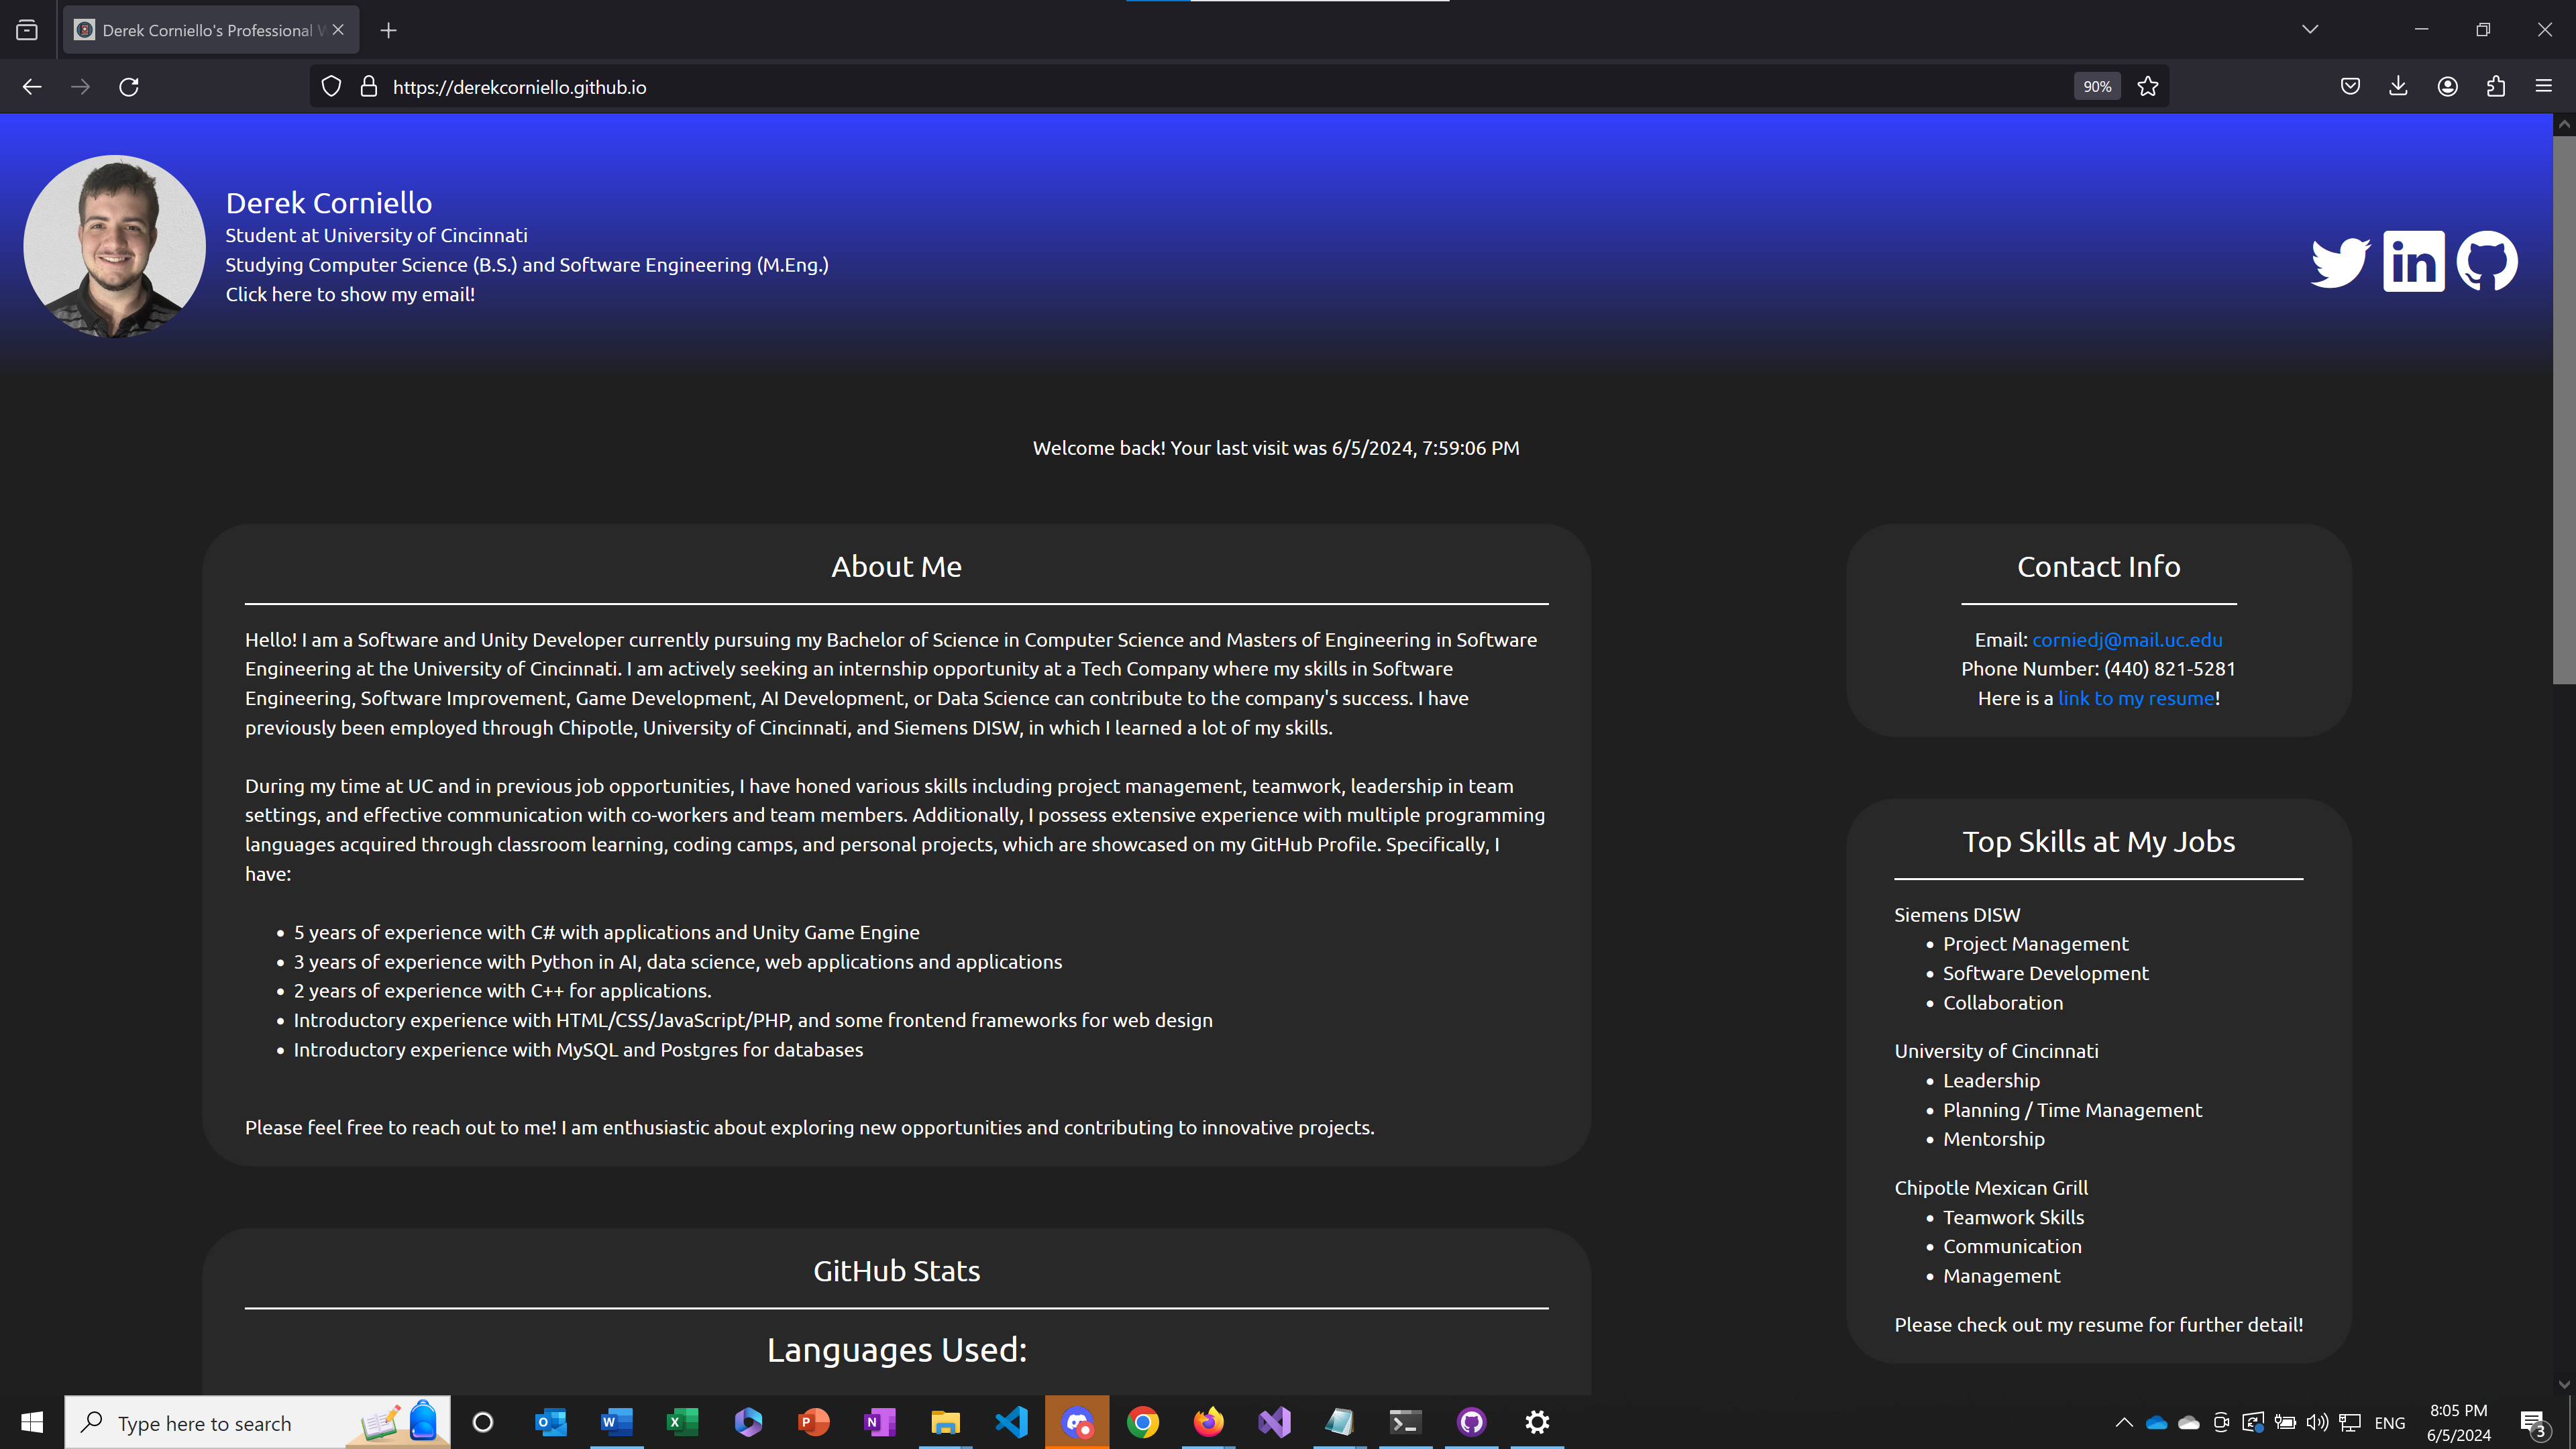 Derek Corniello's Professional W
https://derekcorniello.github.io
90%
Derek Corniello
Student at University of Cincinnati
Studying Computer Science (B.S.) and Software Engineering (M.Eng.)
Click here to show my email!
in
Welcome back! Your last visit was 6/5/2024, 7:59:06 PM
About Me
Hello! I am a Software and Unity Developer currently pursuing my Bachelor of Science in Computer Science and Masters of Engineering in Software
Engineering at the University of Cincinnati. I am actively seeking an internship opportunity at a Tech Company where my skills in Software
Engineering, Software Improvement, Game Development, AI Development, or Data Science can contribute to the company's success. I have
previously been employed through Chipotle, University of Cincinnati, and Siemens DISW, in which I learned a lot of my skills.
During my time at UC and in previous job opportunities, I have honed various skills including project management, teamwork, leadership in team
settings, and effective communication with co-workers and team members. Additionally, I possess extensive experience with multiple programming
languages acquired through classroom learning, coding camps, and personal projects, which are showcased on my GitHub Profile. Specifically, I
have:
• 5 years of experience with C# with applications and Unity Game Engine
• 3 years of experience with Python in AI, data science, web applications and applications
• 2 years of experience with C++ for applications.
• Introductory experience with HTML/CSS/JavaScript/PHP, and some frontend frameworks for web design
• Introductory experience with MySQL and Postgres for databases
Please feel free to reach out to me! I am enthusiastic about exploring new opportunities and contributing to innovative projects.
GitHub Stats
Languages Used:
Contact Info
Email: corniedj@mail.uc.edu
Phone Number: (440) 821-5281
Here is a link to my resume!
Top Skills at My Jobs
Siemens DISW
• Project Management
• Software Development
• Collaboration
University of Cincinnati
• Leadership
• Planning / Time Management
• Mentorship
Chipotle Mexican Grill
• Teamwork Skills
• Communication
• Management
Please check out my resume for further detail!
Type here to search
ENG
8:05 PM
6/5/2024
3